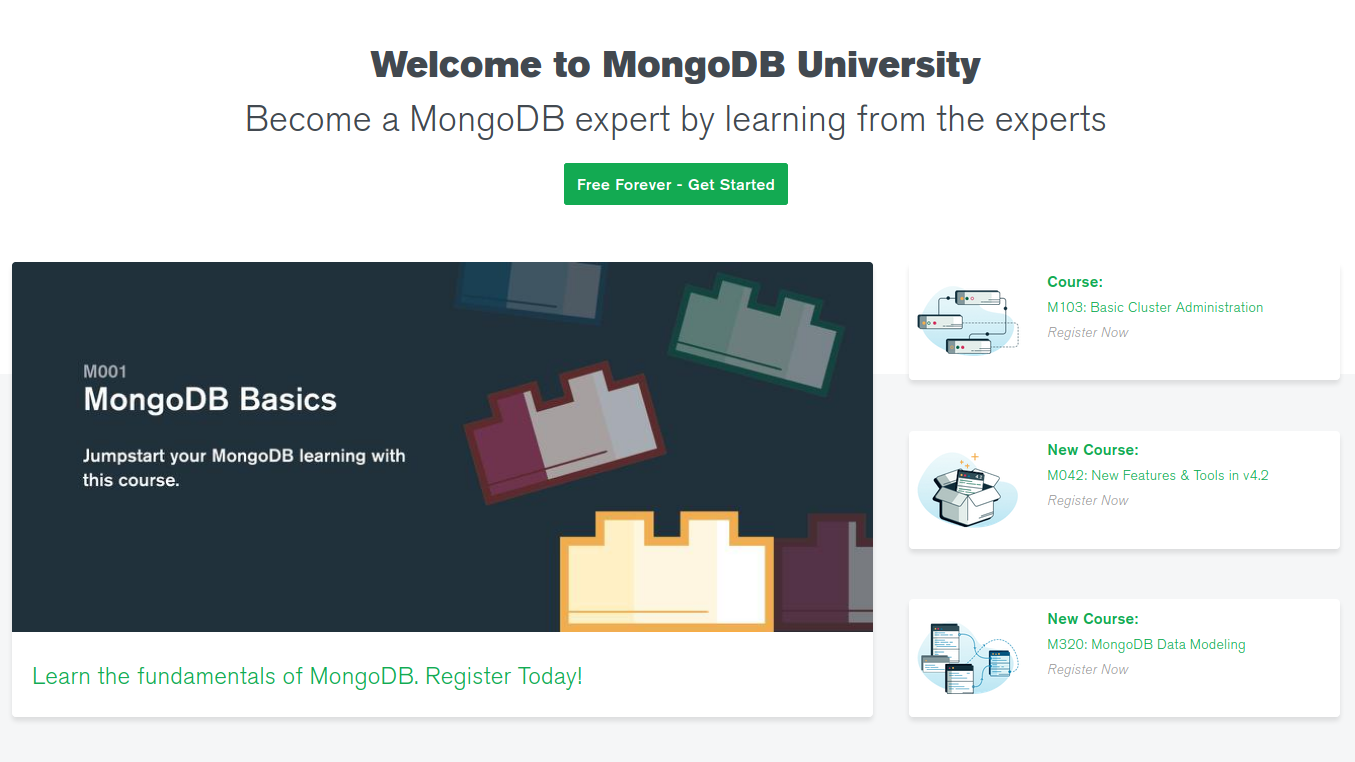 Welcome to MongoDB University
Become a MongoDB expert by learning from the experts
Free Forever - Get Started
M001
MongoDB Basics
Jumpstart your MongoDB learning with
this course.
Learn the fundamentals of MongoDB. Register Today!
Course:
M103: Basic Cluster Administration
Register Now
New Course:
M042: New Features & Tools in v4.2
Register Now
New Course:
M320: MongoDB Data Modeling
Register Now